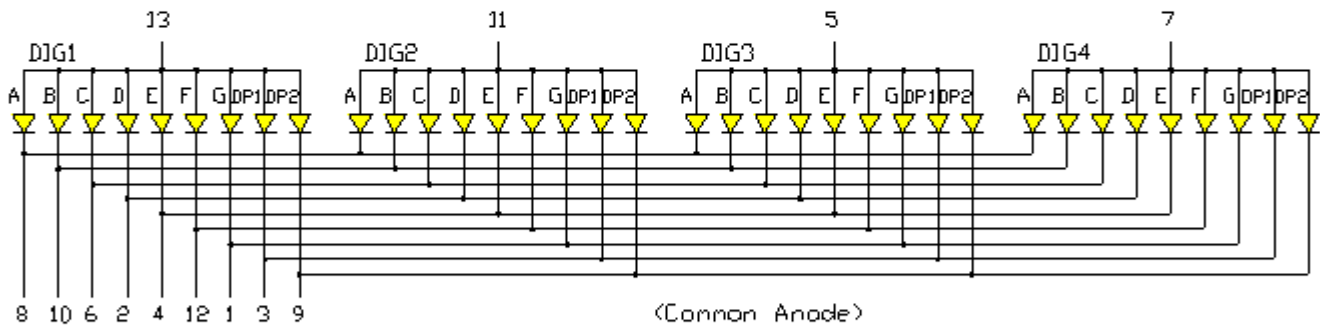 13 11 5 7
DIG1 DIG2 DIG3 DIG4
A B C D E F G DP1 DP2 A B C D E F G DP1 DP2 A B C D E F G DP1 DP2 A B C D E F G DP1 DP2
8 10 6 2 4 12 1 3 9 (Common Anode)